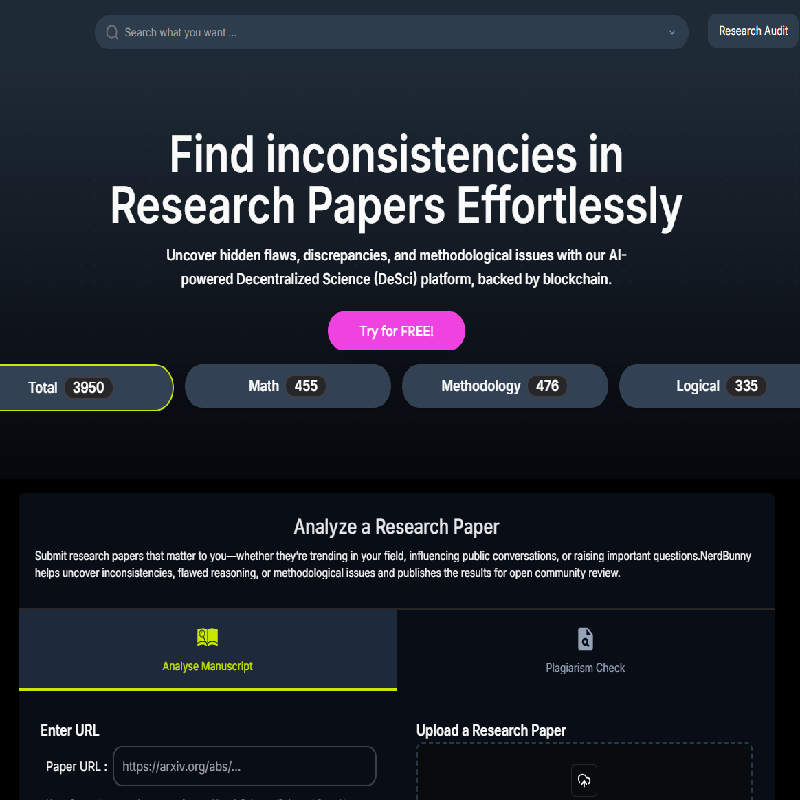 Search what you want ...
Research Audit
Find inconsistencies in
Research Papers Effortlessly
Uncover hidden flaws, discrepancies, and methodological issues with our AI-
powered Decentralized Science (DeSci) platform, backed by blockchain.
Try for FREE!
Total 3950
Math 455
Methodology 476
Logical 335
Analyze a Research Paper
Submit research papers that matter to you—whether they're trending in your field, influencing public conversations, or raising important questions.NerdBunny
helps uncover inconsistencies, flawed reasoning, or methodological issues and publishes the results for open community review.
Analyse Manuscript
Plagiarism Check
Enter URL
Upload a Research Paper
Paper URL :
https://arxiv.org/abs/...